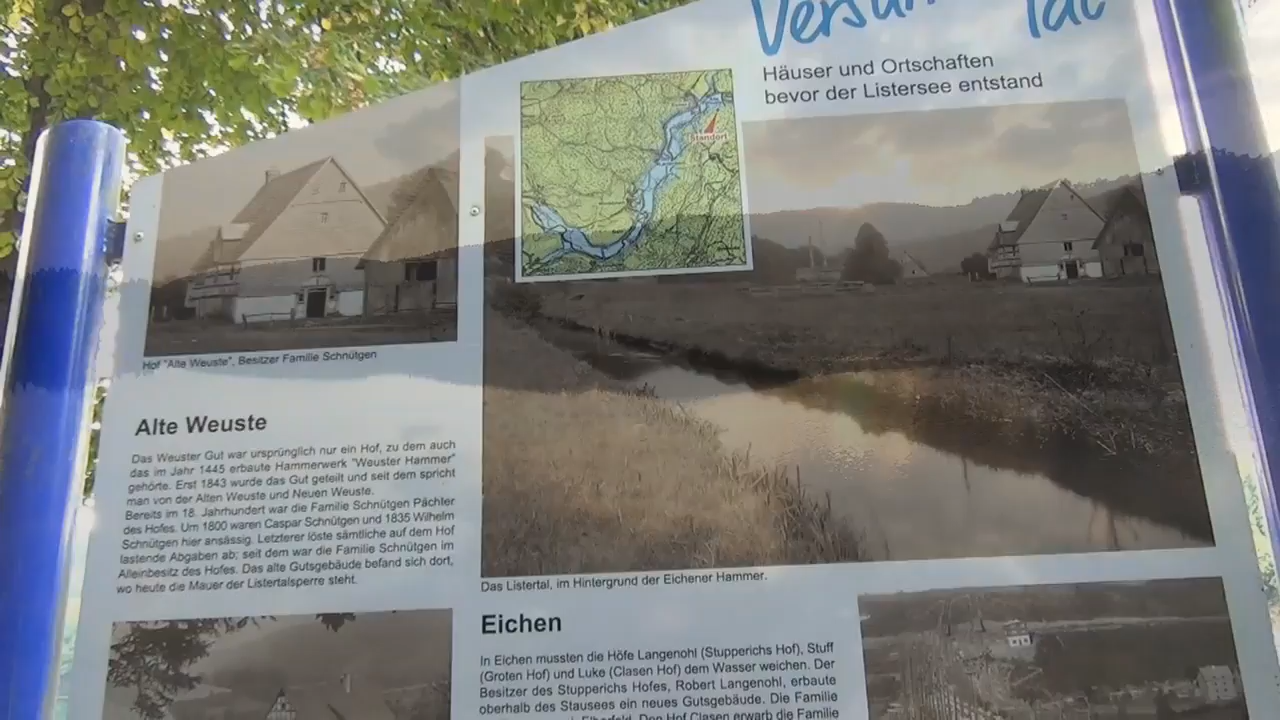 Häuser und Ortschaften
bevor der Listersee entstand
Standort
Hof "Alte Weuste", Besitzer Familie Schnütgen
Alte Weuste
Das Weuster Gut war ursprünglich nur ein Hof, zu dem auch
das im Jahr 1445 erbaute Hammerwerk "Weuster Hammer"
gehörte. Erst 1843 wurde das Gut geteilt und seit dem spricht
man von der Alten Weuste und Neuen Weuste.
Bereits im 18. Jahrhundert war die Familie Schnütgen Pächter
des Hofes. Um 1800 waren Caspar Schnütgen und 1835 Wilhelm
Schnütgen hier ansässig. Letzterer löste sämtliche auf dem Hof
lastende Abgaben ab; seit dem war die Familie Schnütgen im
Alleinbesitz des Hofes. Das alte Gutsgebäude befand sich dort,
wo heute die Mauer der Listertalsperre steht.
Das Listertal, im Hintergrund der Eichener Hammer.
Eichen
In Eichen mussten die Höfe Langenohl (Stupperichs Hof), Stuff
(Groten Hof) und Luke (Clasen Hof) dem Wasser weichen. Der
Besitzer des Stupperichs Hofes, Robert Langenohl, erbaute
oberhalb des Stausees ein neues Gutsgebäude. Die Familie
Den Hof Clasen erwarb die Familie